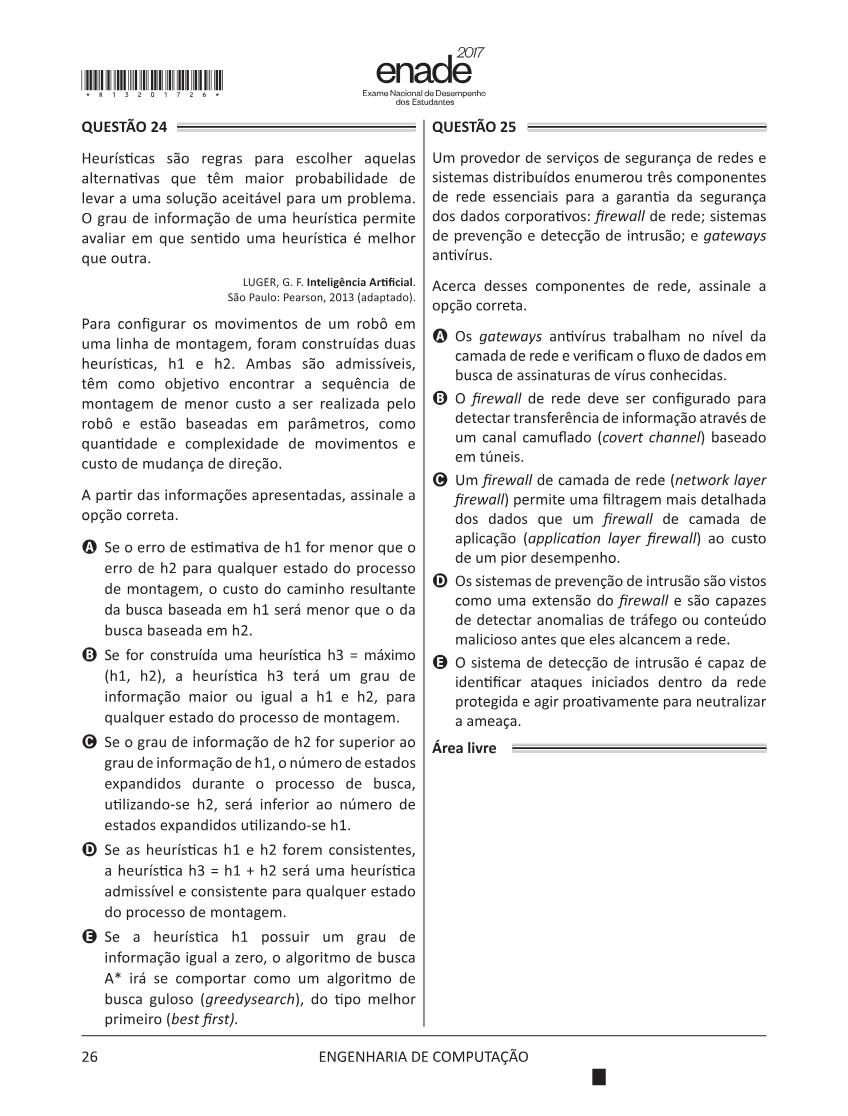 2017
enade
Exame Nacional de Desempenho
dos Estudantes
*R13201726*
QUESTÃO 24
Heurísticas são regras para escolher aquelas
alternativas que têm maior probabilidade de
levar a uma solução aceitável para um problema.
O grau de informação de uma heurística permite
avaliar em que sentido uma heurística é melhor
que outra.
LUGER, G. F. Inteligência Artificial.
São Paulo: Pearson, 2013 (adaptado).
Para configurar os movimentos de um robô em
uma linha de montagem, foram construídas duas
heurísticas, h1 e h2. Ambas são admissíveis,
têm como objetivo encontrar a sequência de
montagem de menor custo a ser realizada pelo
robô e estão baseadas em parâmetros, como
quantidade e complexidade de movimentos e
custo de mudança de direção.
A partir das informações apresentadas, assinale a
opção correta.
A Se o erro de estimativa de h1 for menor que o
erro de h2 para qualquer estado do processo
de montagem, o custo do caminho resultante
da busca baseada em h1 será menor que o da
busca baseada em h2.
B Se for construída uma heurística h3 = máximo
(h1, h2), a heurística h3 terá um grau de
informação maior ou igual a h1 e h2, para
qualquer estado do processo de montagem.
C Se o grau de informação de h2 for superior ao
grau de informação de h1, o número de estados
expandidos durante o processo de busca,
utilizando-se h2, será inferior ao número de
estados expandidos utilizando-se h1.
D Se as heurísticas h1 e h2 forem consistentes,
a heurística h3 = h1 + h2 será uma heurística
admissível e consistente para qualquer estado
do processo de montagem.
E Se a heurística h1 possuir um grau de
informação igual a zero, o algoritmo de busca
A* irá se comportar como um algoritmo de
busca guloso (greedysearch), do tipo melhor
primeiro (best first).
QUESTÃO 25
Um provedor de serviços de segurança de redes e
sistemas distribuídos enumerou três componentes
de rede essenciais para a garantia da segurança
dos dados corporativos: firewall de rede; sistemas
de prevenção e detecção de intrusão; e gateways
antivírus.
Acerca desses componentes de rede, assinale a
opção correta.
A Os gateways antivírus trabalham no nível da
camada de rede e verificam o fluxo de dados em
busca de assinaturas de vírus conhecidas.
B O firewall de rede deve ser configurado para
detectar transferência de informação através de
um canal camuflado (covert channel) baseado
em túneis.
C Um firewall de camada de rede (network layer
firewall) permite uma filtragem mais detalhada
dos dados que um firewall de camada de
aplicação (application layer firewall) ao custo
de um pior desempenho.
D Os sistemas de prevenção de intrusão são vistos
como uma extensão do firewall e são capazes
de detectar anomalias de tráfego ou conteúdo
malicioso antes que eles alcancem a rede.
E O sistema de detecção de intrusão é capaz de
identificar ataques iniciados dentro da rede
protegida e agir proativamente para neutralizar
a ameaça.
Área livre
26
ENGENHARIA DE COMPUTAÇÃO